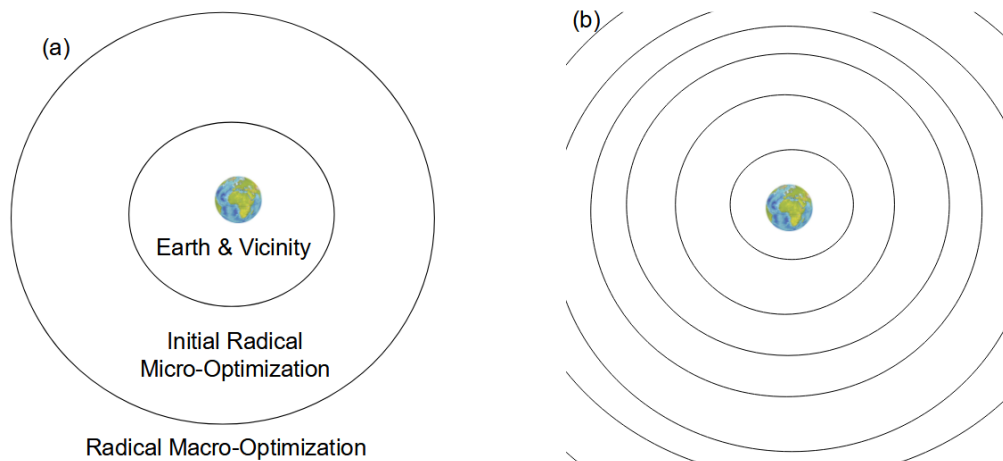 (a)
Earth & Vicinity
Initial Radical
Micro-Optimization
Radical Macro-Optimization
(b)